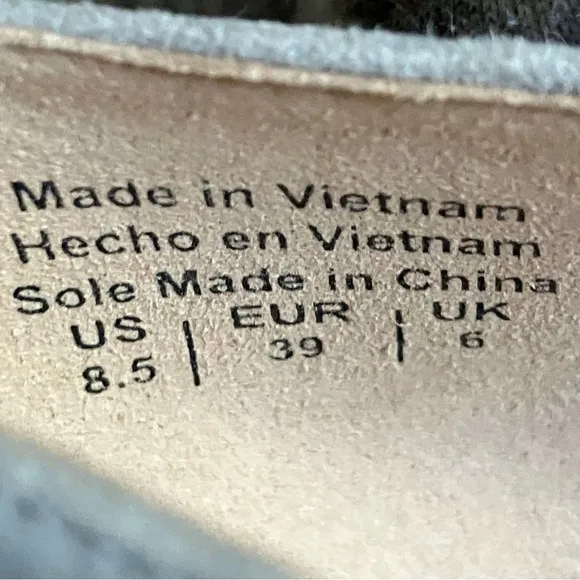 Made in Vietnam
Hecho en Vietnam
Sole Made in China
US | EUR | UK
8.5 | 39 | 6